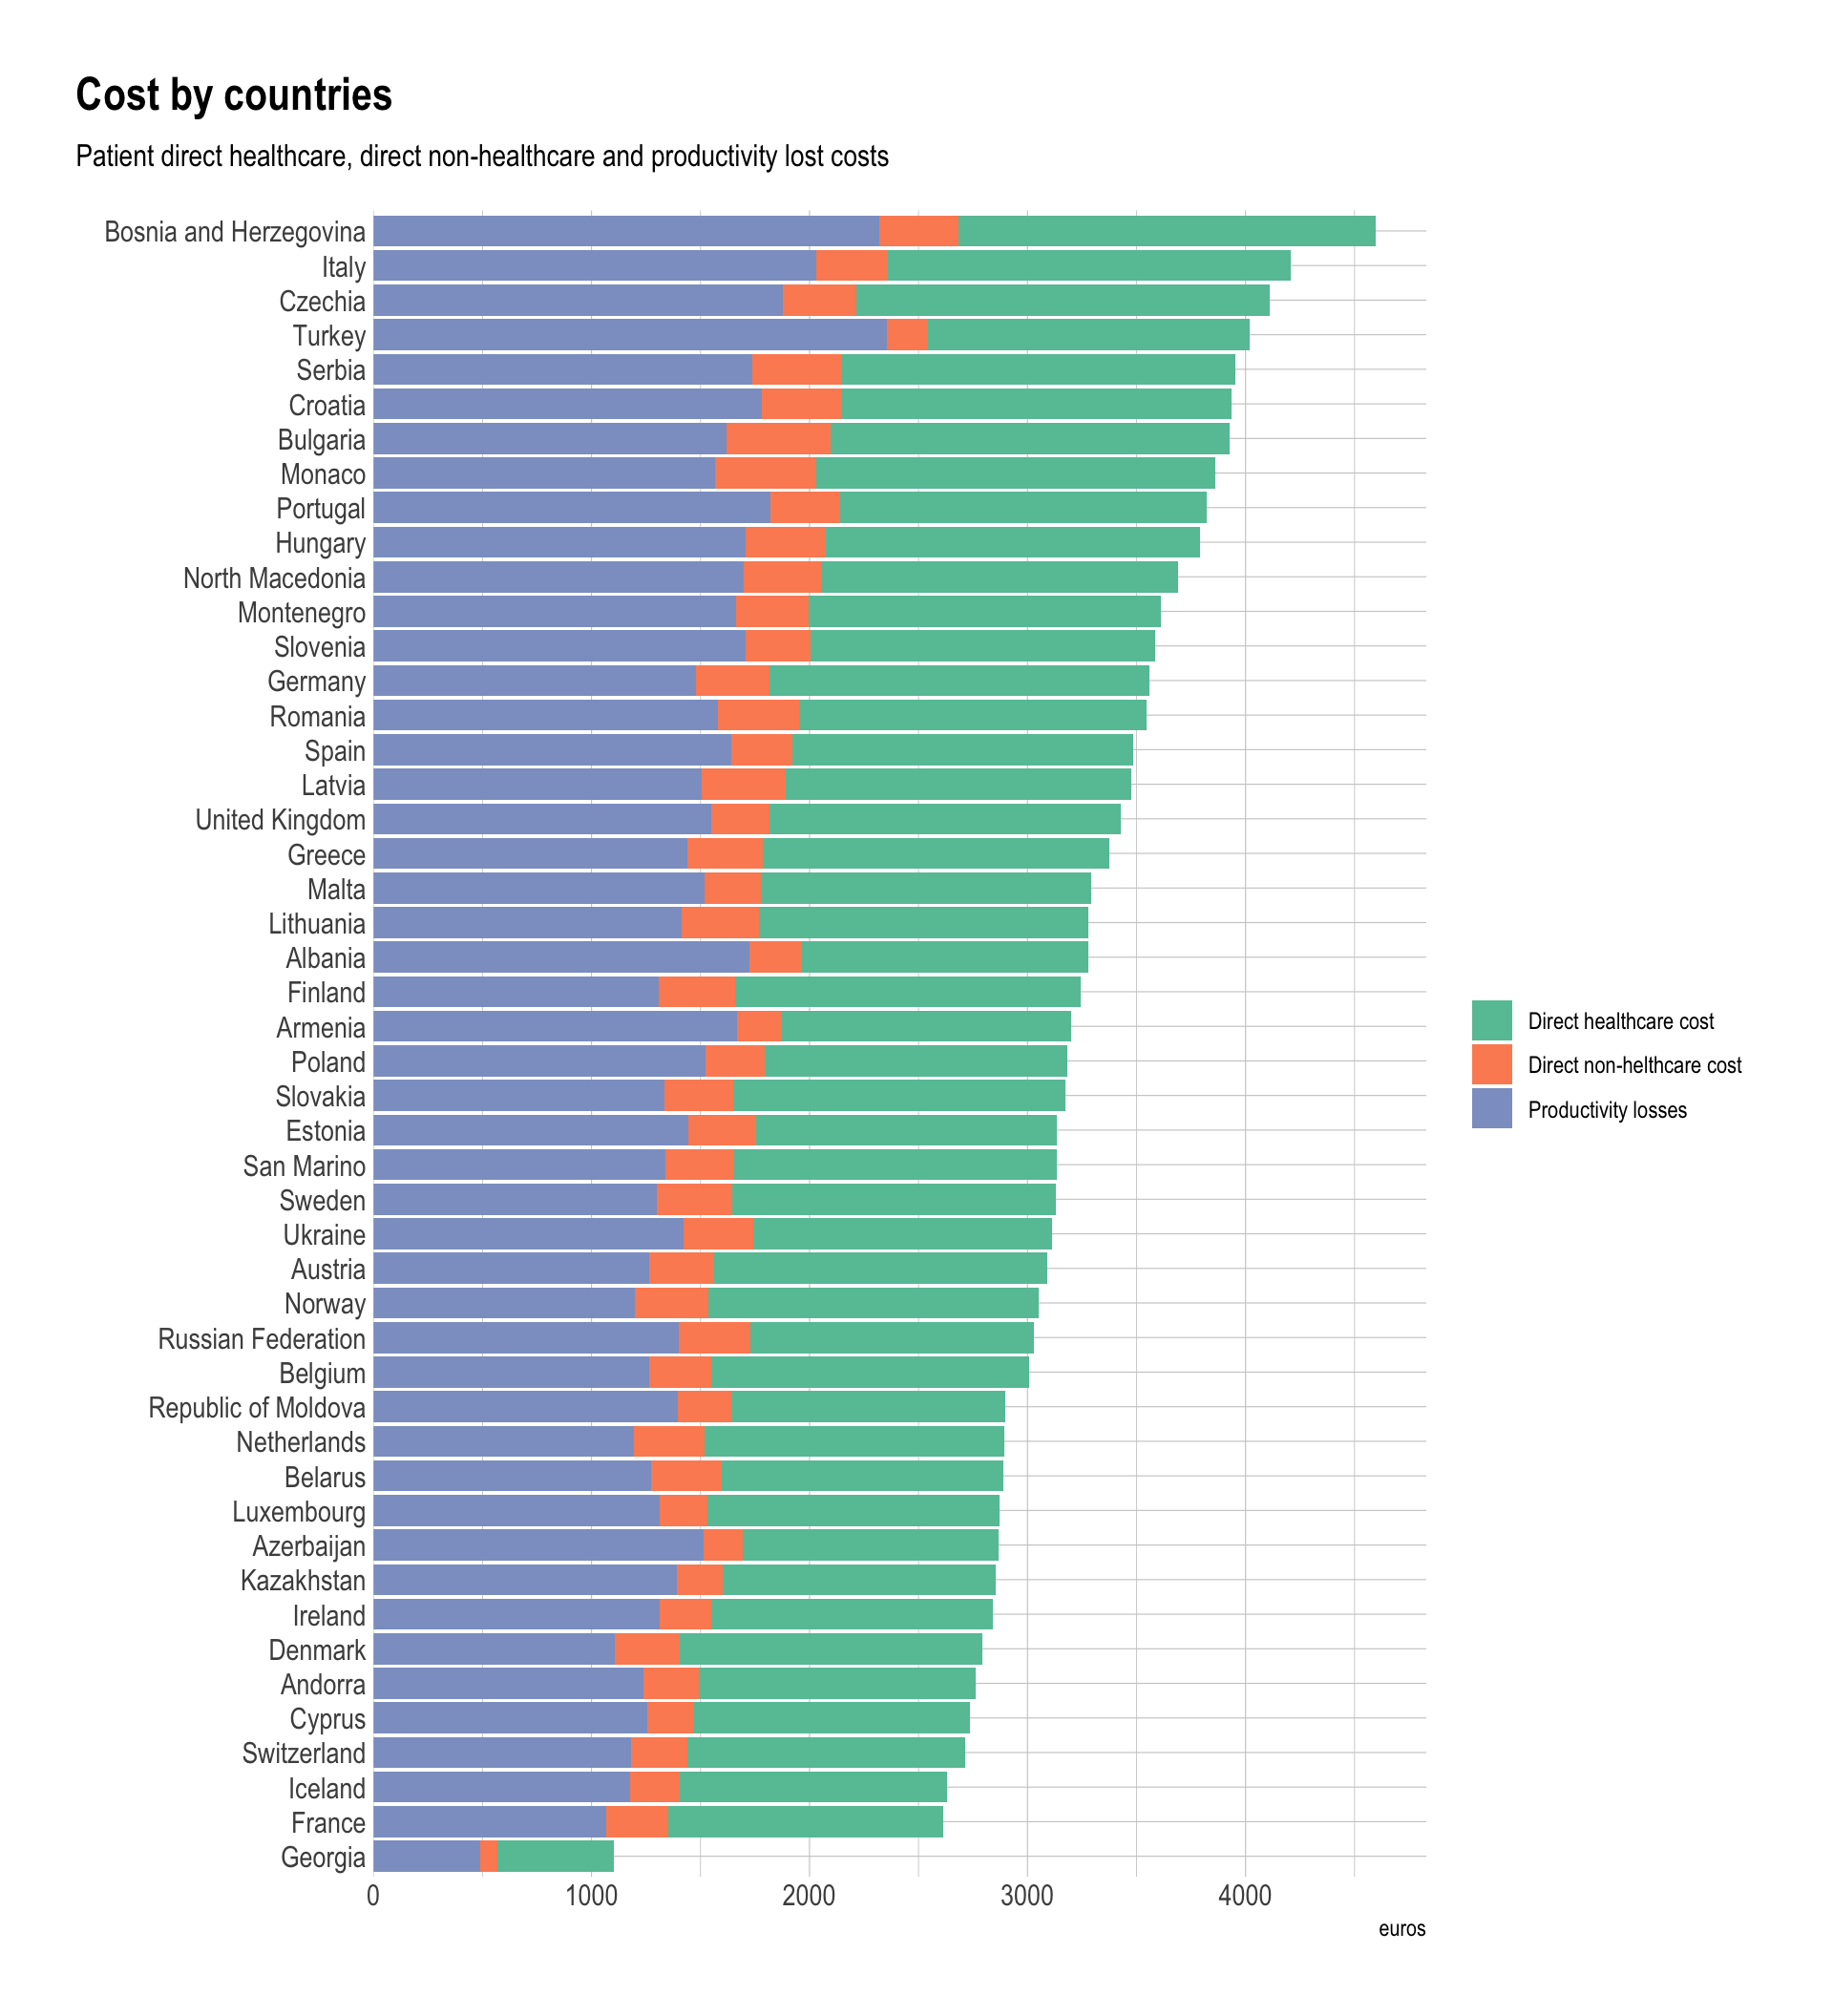 Cost by countries
Patient direct healthcare, direct non-healthcare and productivity lost costs
Bosnia and Herzegovina
Italy
Czechia
Turkey
Serbia
Croatia
Bulgaria
Monaco
Portugal
Hungary
North Macedonia
Montenegro
Slovenia
Germany
Romania
Spain
Latvia
United Kingdom
Greece
Malta
Lithuania
Albania
Finland
Armenia
Poland
Slovakia
Estonia
San Marino
Sweden
Ukraine
Austria
Norway
Russian Federation
Belgium
Republic of Moldova
Netherlands
Belarus
Luxembourg
Azerbaijan
Kazakhstan
Ireland
Denmark
Andorra
Cyprus
Switzerland
Iceland
France
Georgia
0 1000 2000 3000 4000
euros
Direct healthcare cost
Direct non-helthcare cost
Productivity losses